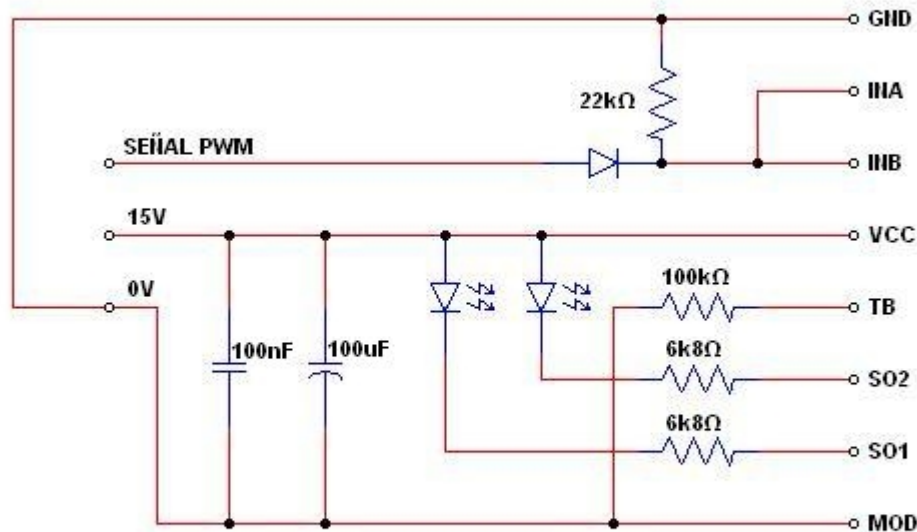 GND
INA
22kΩ
SEÑAL PWM
INB
15V
VCC
100kΩ
0V
TB
6k8Ω
100nF
100uF
SO2
6k8Ω
SO1
MOD